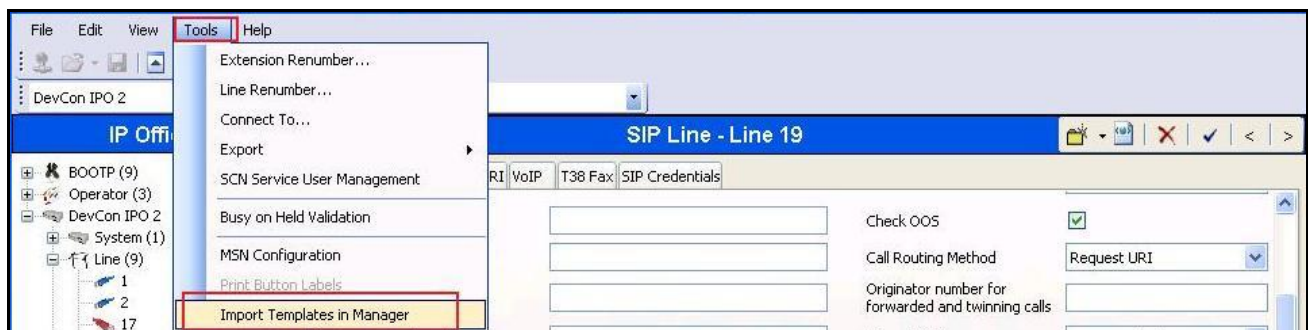 File Edit View Tools Help
Extension Renumber...
Line Renumber...
DevCon IPO 2
Connect To...
IP Offi
SIP Line - Line 19
Export
BOOTP (9)
SCN Service User Management
RI VoIP T38 Fax SIP Credentials
Operator (3)
DevCon IPO 2
Busy on Held Validation
Check OOS
System (1)
Line (9)
MSN Configuration
Call Routing Method
Request URI
1
Print Button Labels
Originator number for
forwarded and twinning calls
2
Import Templates in Manager
17